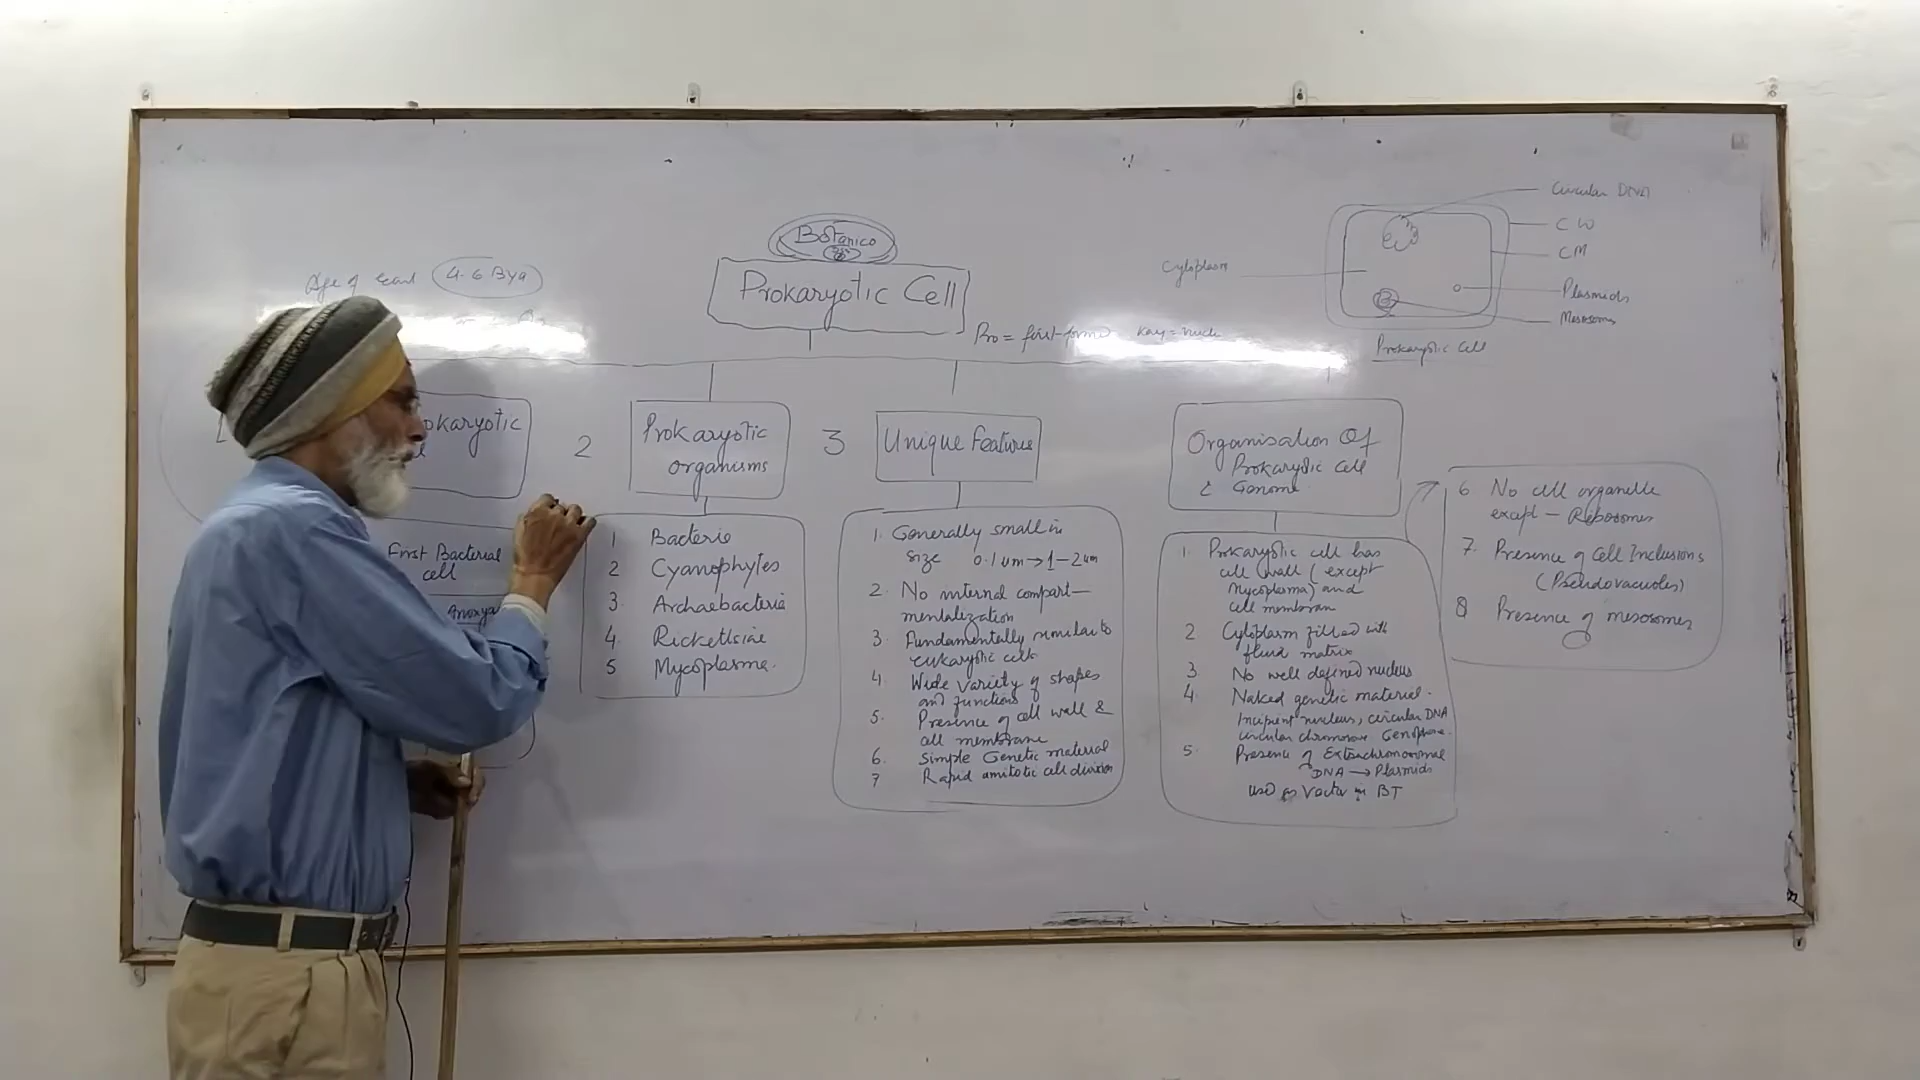 Botanico
Prokaryotic Cell
Age of 4.6 Bya
Pro = first-formed Kary = nucle
Circular DNA
CW
CM
Plasmids
Mesosomes
Cytoplasm
Prokaryotic Cell
okaryotic
First Bacterial
cell
Anoxyg
2
Prokaryotic
organisms
1 Bacteria
2 Cyanophytes
3. Archaebacteria
4. Ricketsiae
5 Mycoplasma.
3
Unique Features
1. Generally small in
size 0.1um→1-2um
2. No internal compart-
mentalization
3. Fundamentally similar to
eukaryotic cells
4. Wide variety of shapes
and functions
5. Presence of cell wall &
cell membrane
6. Simple Genetic material
7 Rapid amitotic cell division
Organisation Of
Prokaryotic Cell
& Genome.
1. Prokaryotic cell has
cell wall (except
Mycoplasma) and
cell membran
2 Cytoplasm filled with
fluid matrix
3. No well defined nucleus
4. Naked genetic material.
Incipient nucleus, circular DNA
circular chromosome Genophore.
5. Presence of Extrachromosomal
DNA → Plasmids
used as Vector in BT
6 No cell organelle
except - Ribosomes
7. Presence of Cell Inclusions
(Pseudovacuoles)
8 Presence of mesosomes